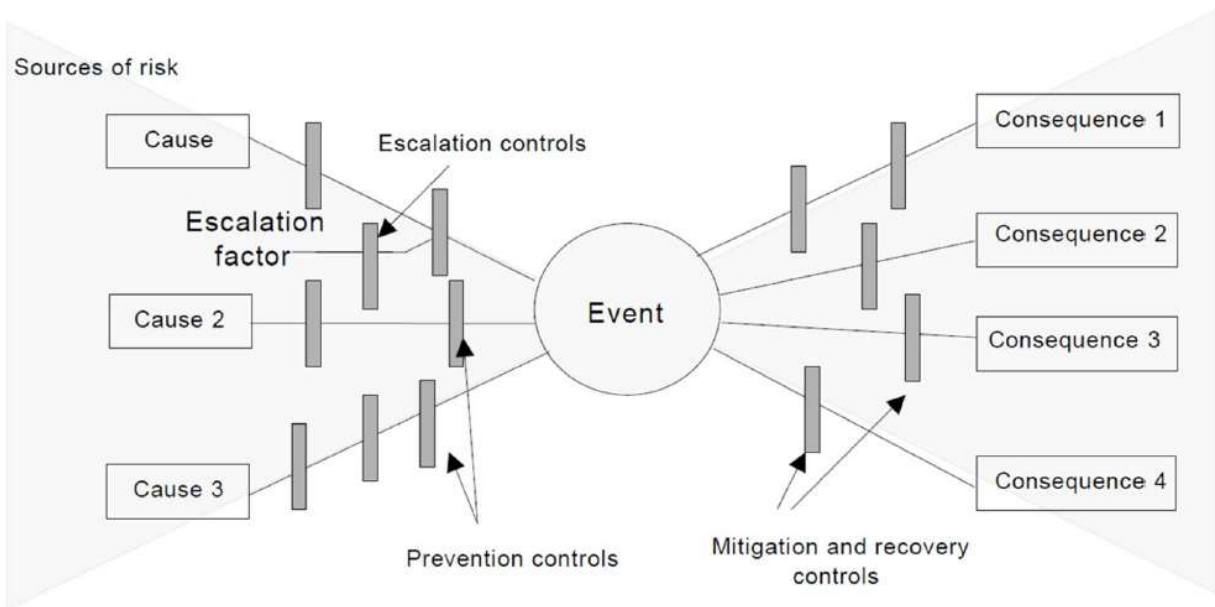 Sources of risk
Cause
Escalation controls
Escalation
factor
Cause 2
Cause 3
Prevention controls
Event
Consequence 1
Consequence 2
Consequence 3
Consequence 4
Mitigation and recovery
controls